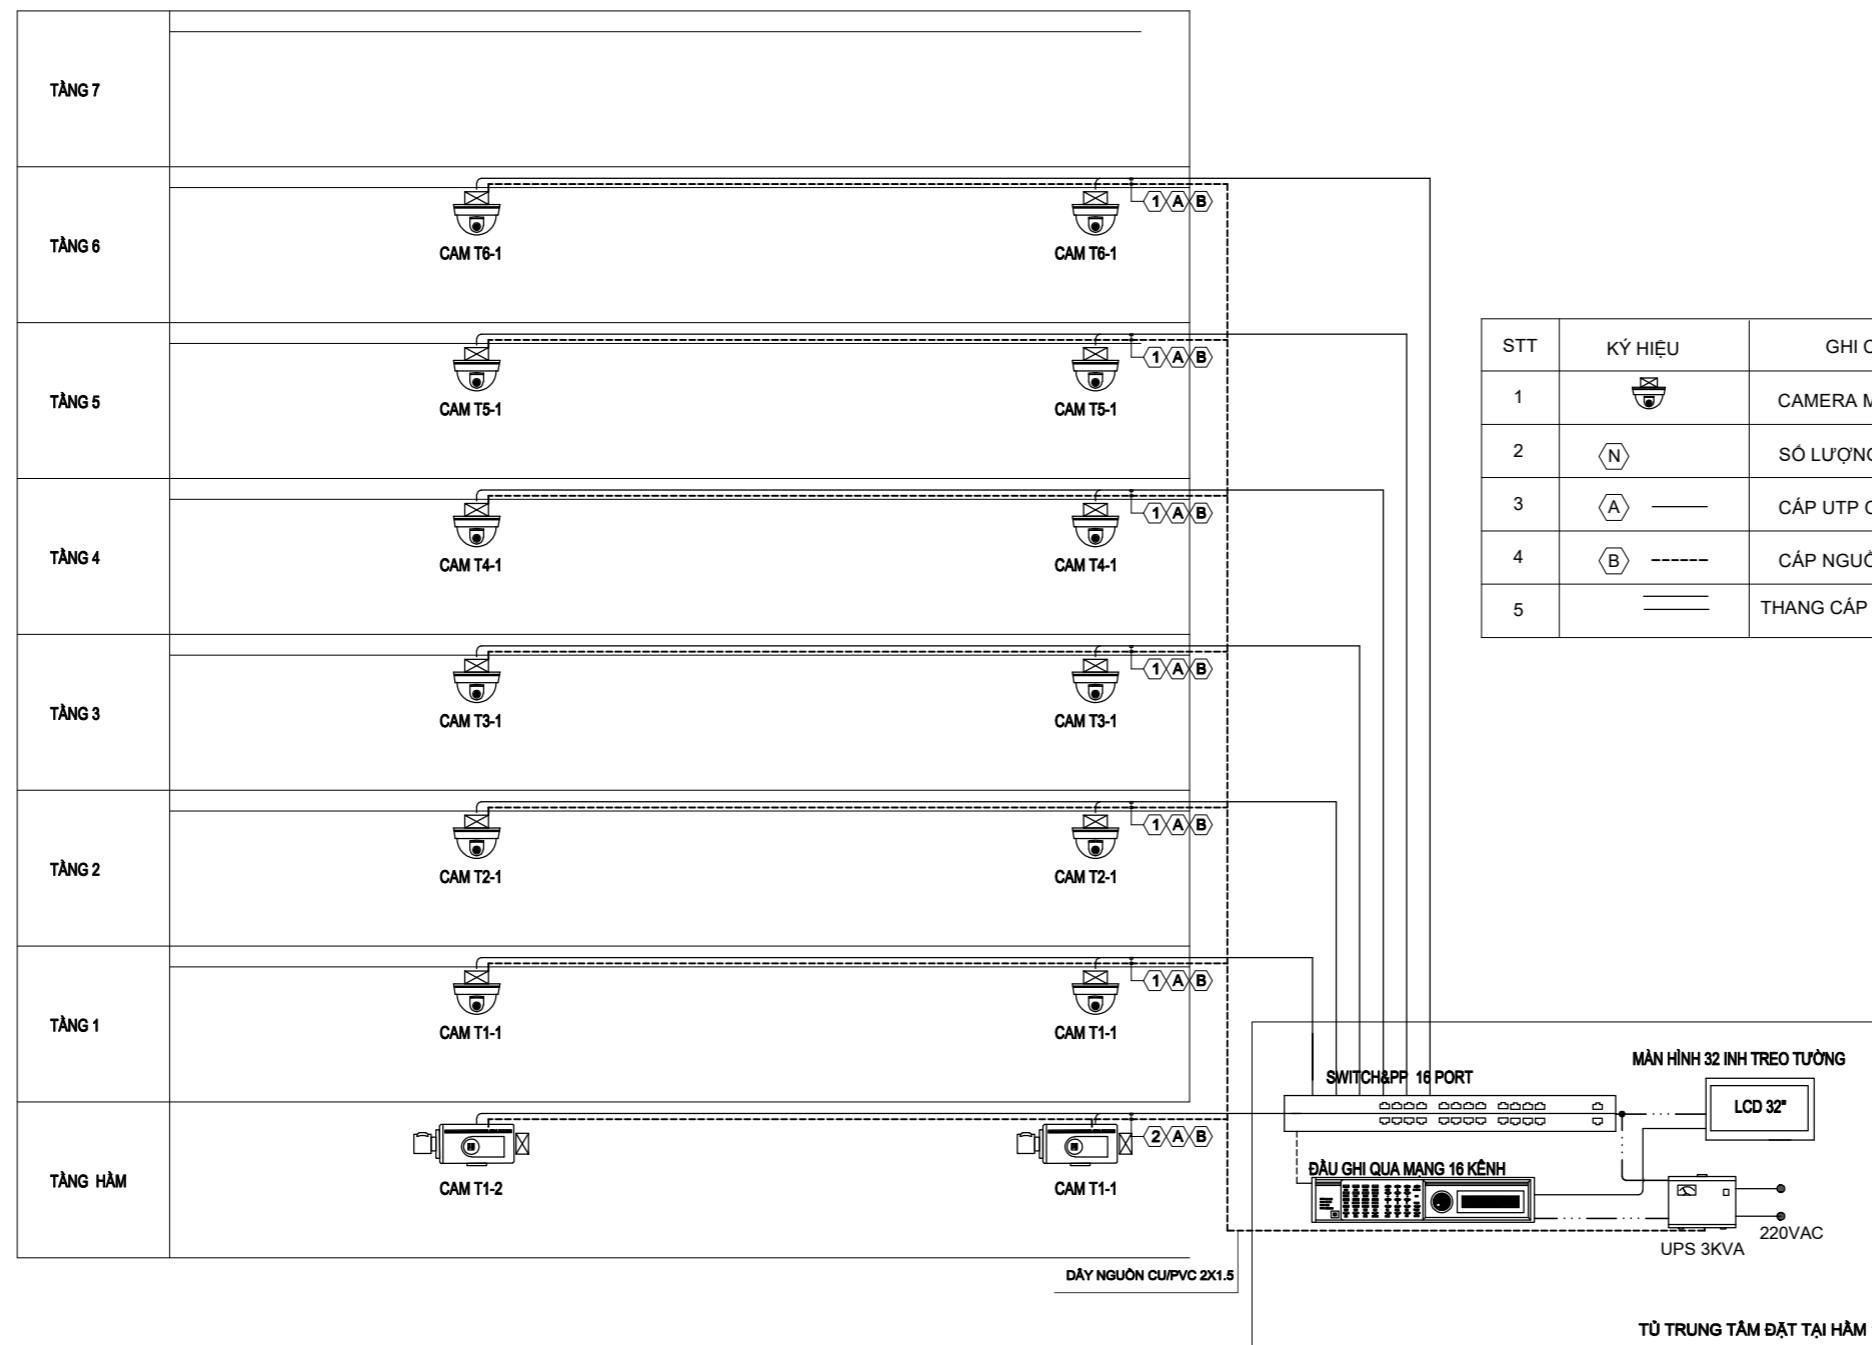 TẦNG 7
TẦNG 6
CAM T6-1
CAM T6-1
1 A B
TẦNG 5
CAM T5-1
CAM T5-1
1 A B
TẦNG 4
CAM T4-1
CAM T4-1
1 A B
TẦNG 3
CAM T3-1
CAM T3-1
1 A B
TẦNG 2
CAM T2-1
CAM T2-1
1 A B
TẦNG 1
CAM T1-1
CAM T1-1
1 A B
TẦNG HẦM
CAM T1-2
CAM T1-1
2 A B
DÂY NGUỒN CU/PVC 2X1.5
STT KÝ HIỆU GHI C
1 CAMERA M
2 N SỐ LƯỢNG
3 A CÁP UTP C
4 B CÁP NGUỒ
5 THANG CÁP
MÀN HÌNH 32 INH TREO TƯỜNG
SWITCH&PP 16 PORT
LCD 32"
ĐẦU GHI QUA MẠNG 16 KÊNH
220VAC
UPS 3KVA
TỦ TRUNG TÂM ĐẶT TẠI HẦM